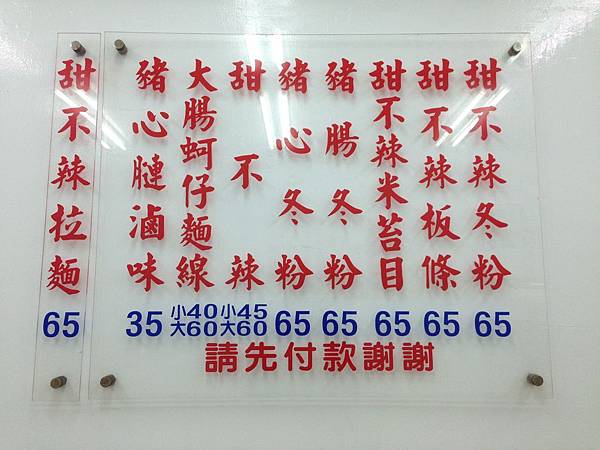 甜不辣冬粉
65
甜不辣板條
65
甜不辣米苔目
65
豬腸冬粉
65
豬心冬粉
65
甜不辣
小45
大60
大腸蚵仔麵線
小40
大60
豬心腱滷味
35
甜不辣拉麵
65
請先付款謝謝